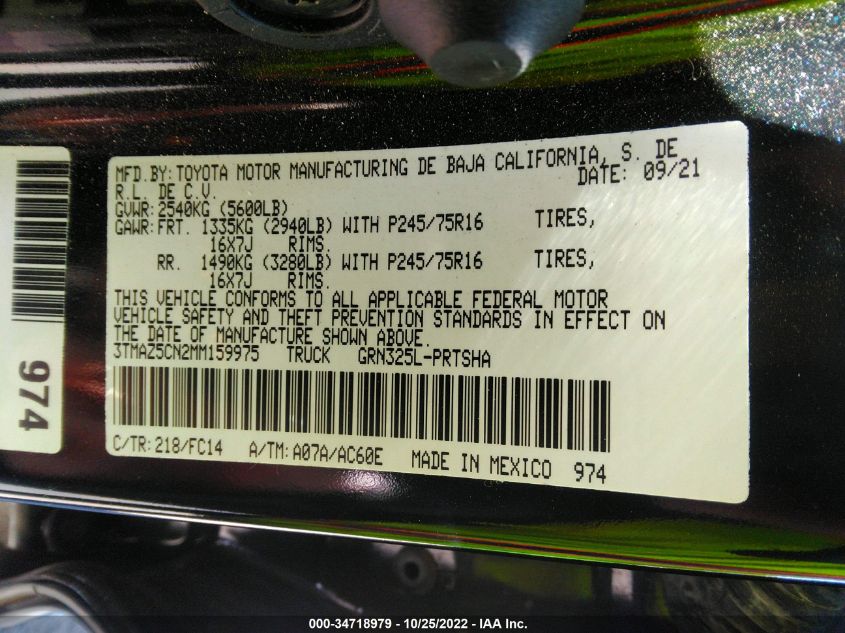 MFD.BY:TOYOTA MOTOR MANUFACTURING DE BAJA CALIFORNIA, S. DE
R.L. DE C.V. DATE: 09/21
GVWR:2540KG (5600LB)
GAWR:FRT. 1335KG (2940LB) WITH P245/75R16 TIRES,
16X7J RIMS.
RR. 1490KG (3280LB) WITH P245/75R16 TIRES,
16X7J RIMS.
THIS VEHICLE CONFORMS TO ALL APPLICABLE FEDERAL MOTOR
VEHICLE SAFETY AND THEFT PREVENTION STANDARDS IN EFFECT ON
THE DATE OF MANUFACTURE SHOWN ABOVE.
3TMAZ5CN2MM159975 TRUCK GRN325L-PRTSHA
C/TR:218/FC14 A/TM:A07A/AC60E MADE IN MEXICO 974
974
000-34718979 - 10/25/2022 - IAA Inc.